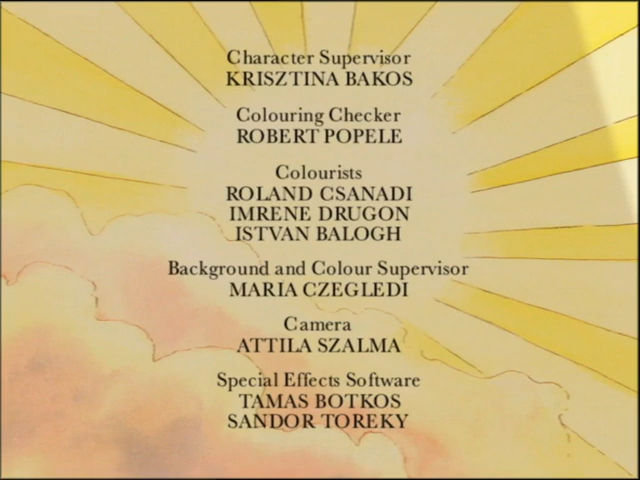 Character Supervisor
KRISZTINA BAKOS
Colouring Checker
ROBERT POPELE
Colourists
ROLAND CSANADI
IMRENE DRUGON
ISTVAN BALOGH
Background and Colour Supervisor
MARIA CZEGLEDI
Camera
ATTILA SZALMA
Special Effects Software
TAMAS BOTKOS
SANDOR TOREKY